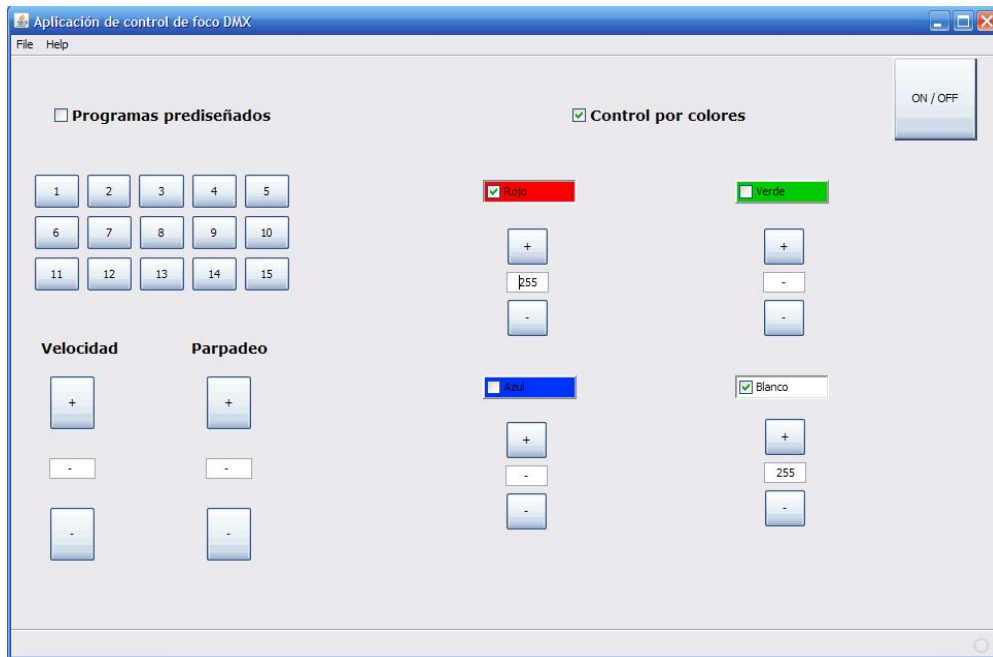 Aplicación de control de foco DMX
File Help
ON / OFF
Programas prediseñados
Control por colores
1 2 3 4 5
6 7 8 9 10
11 12 13 14 15
Rojo
Verde
+
+
255
-
-
-
Velocidad
Parpadeo
Azul
Blanco
+
+
+
+
-
-
-
255
-
-
-
-